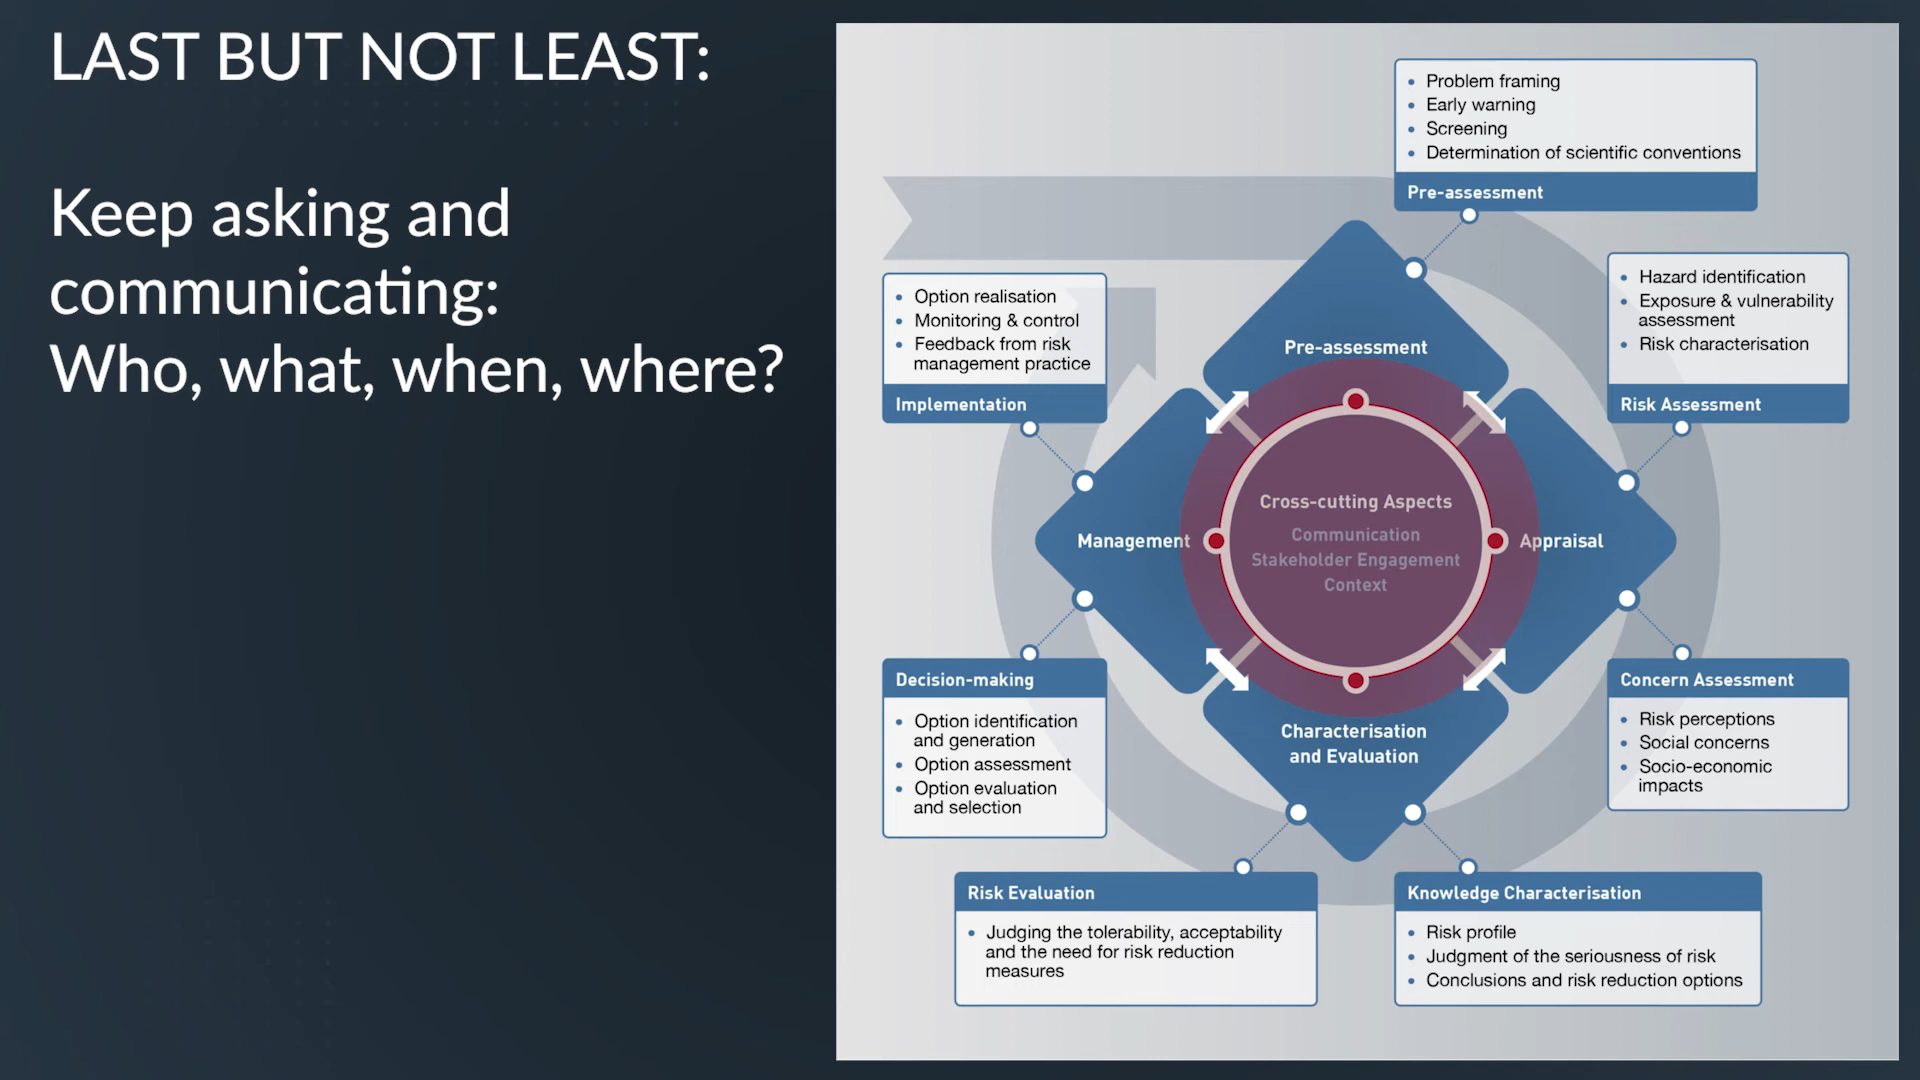 LAST BUT NOT LEAST:
Keep asking and
communicating:
Who, what, when, where?
Problem framing
Early warning
Screening
Determination of scientific conventions
Pre-assessment
Option realisation
Monitoring & control
Feedback from risk
management practice
Implementation
Hazard identification
Exposure & vulnerability
assessment
Risk characterisation
Risk Assessment
Pre-assessment
Management
Cross-cutting Aspects
Communication
Stakeholder Engagement
Context
Appraisal
Characterisation
and Evaluation
Decision-making
Option identification
and generation
Option assessment
Option evaluation
and selection
Concern Assessment
Risk perceptions
Social concerns
Socio-economic
impacts
Risk Evaluation
Judging the tolerability, acceptability
and the need for risk reduction
measures
Knowledge Characterisation
Risk profile
Judgment of the seriousness of risk
Conclusions and risk reduction options